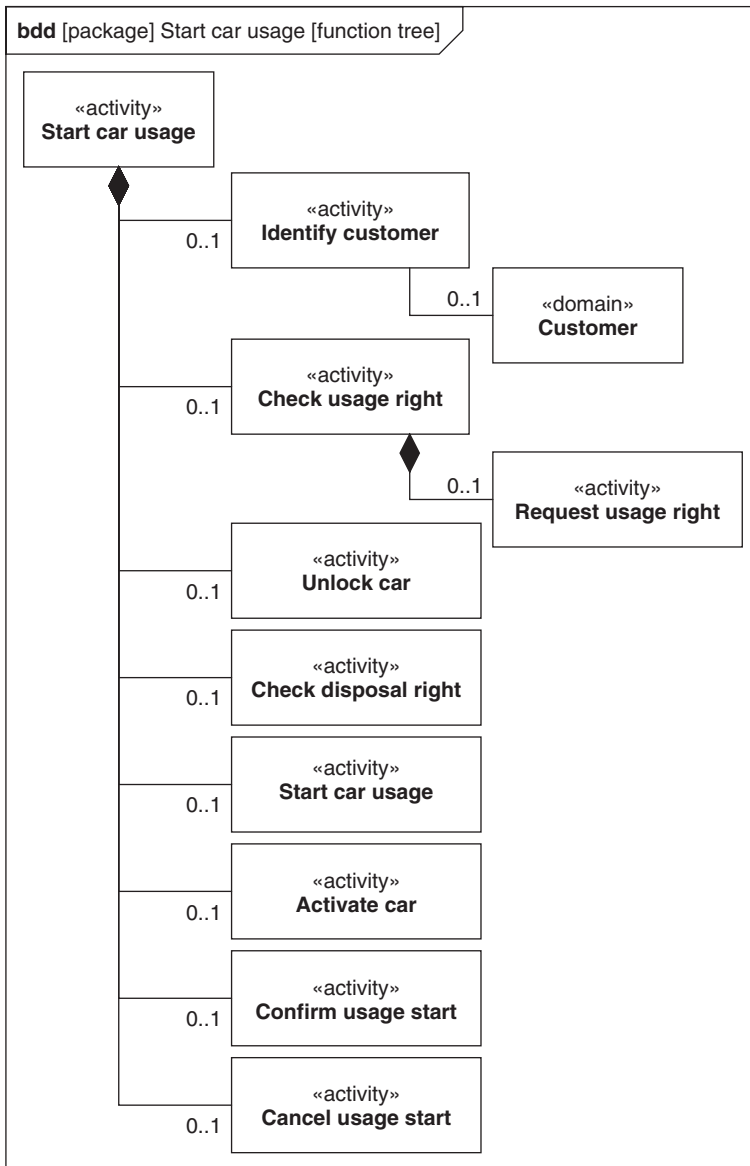 bdd [package] Start car usage [function tree]
«activity»
Start car usage
«activity»
Identify customer
0..1
«domain»
Customer
0..1
«activity»
Check usage right
0..1
«activity»
Request usage right
0..1
«activity»
Unlock car
0..1
«activity»
Check disposal right
0..1
«activity»
Start car usage
0..1
«activity»
Activate car
0..1
«activity»
Confirm usage start
0..1
«activity»
Cancel usage start
0..1